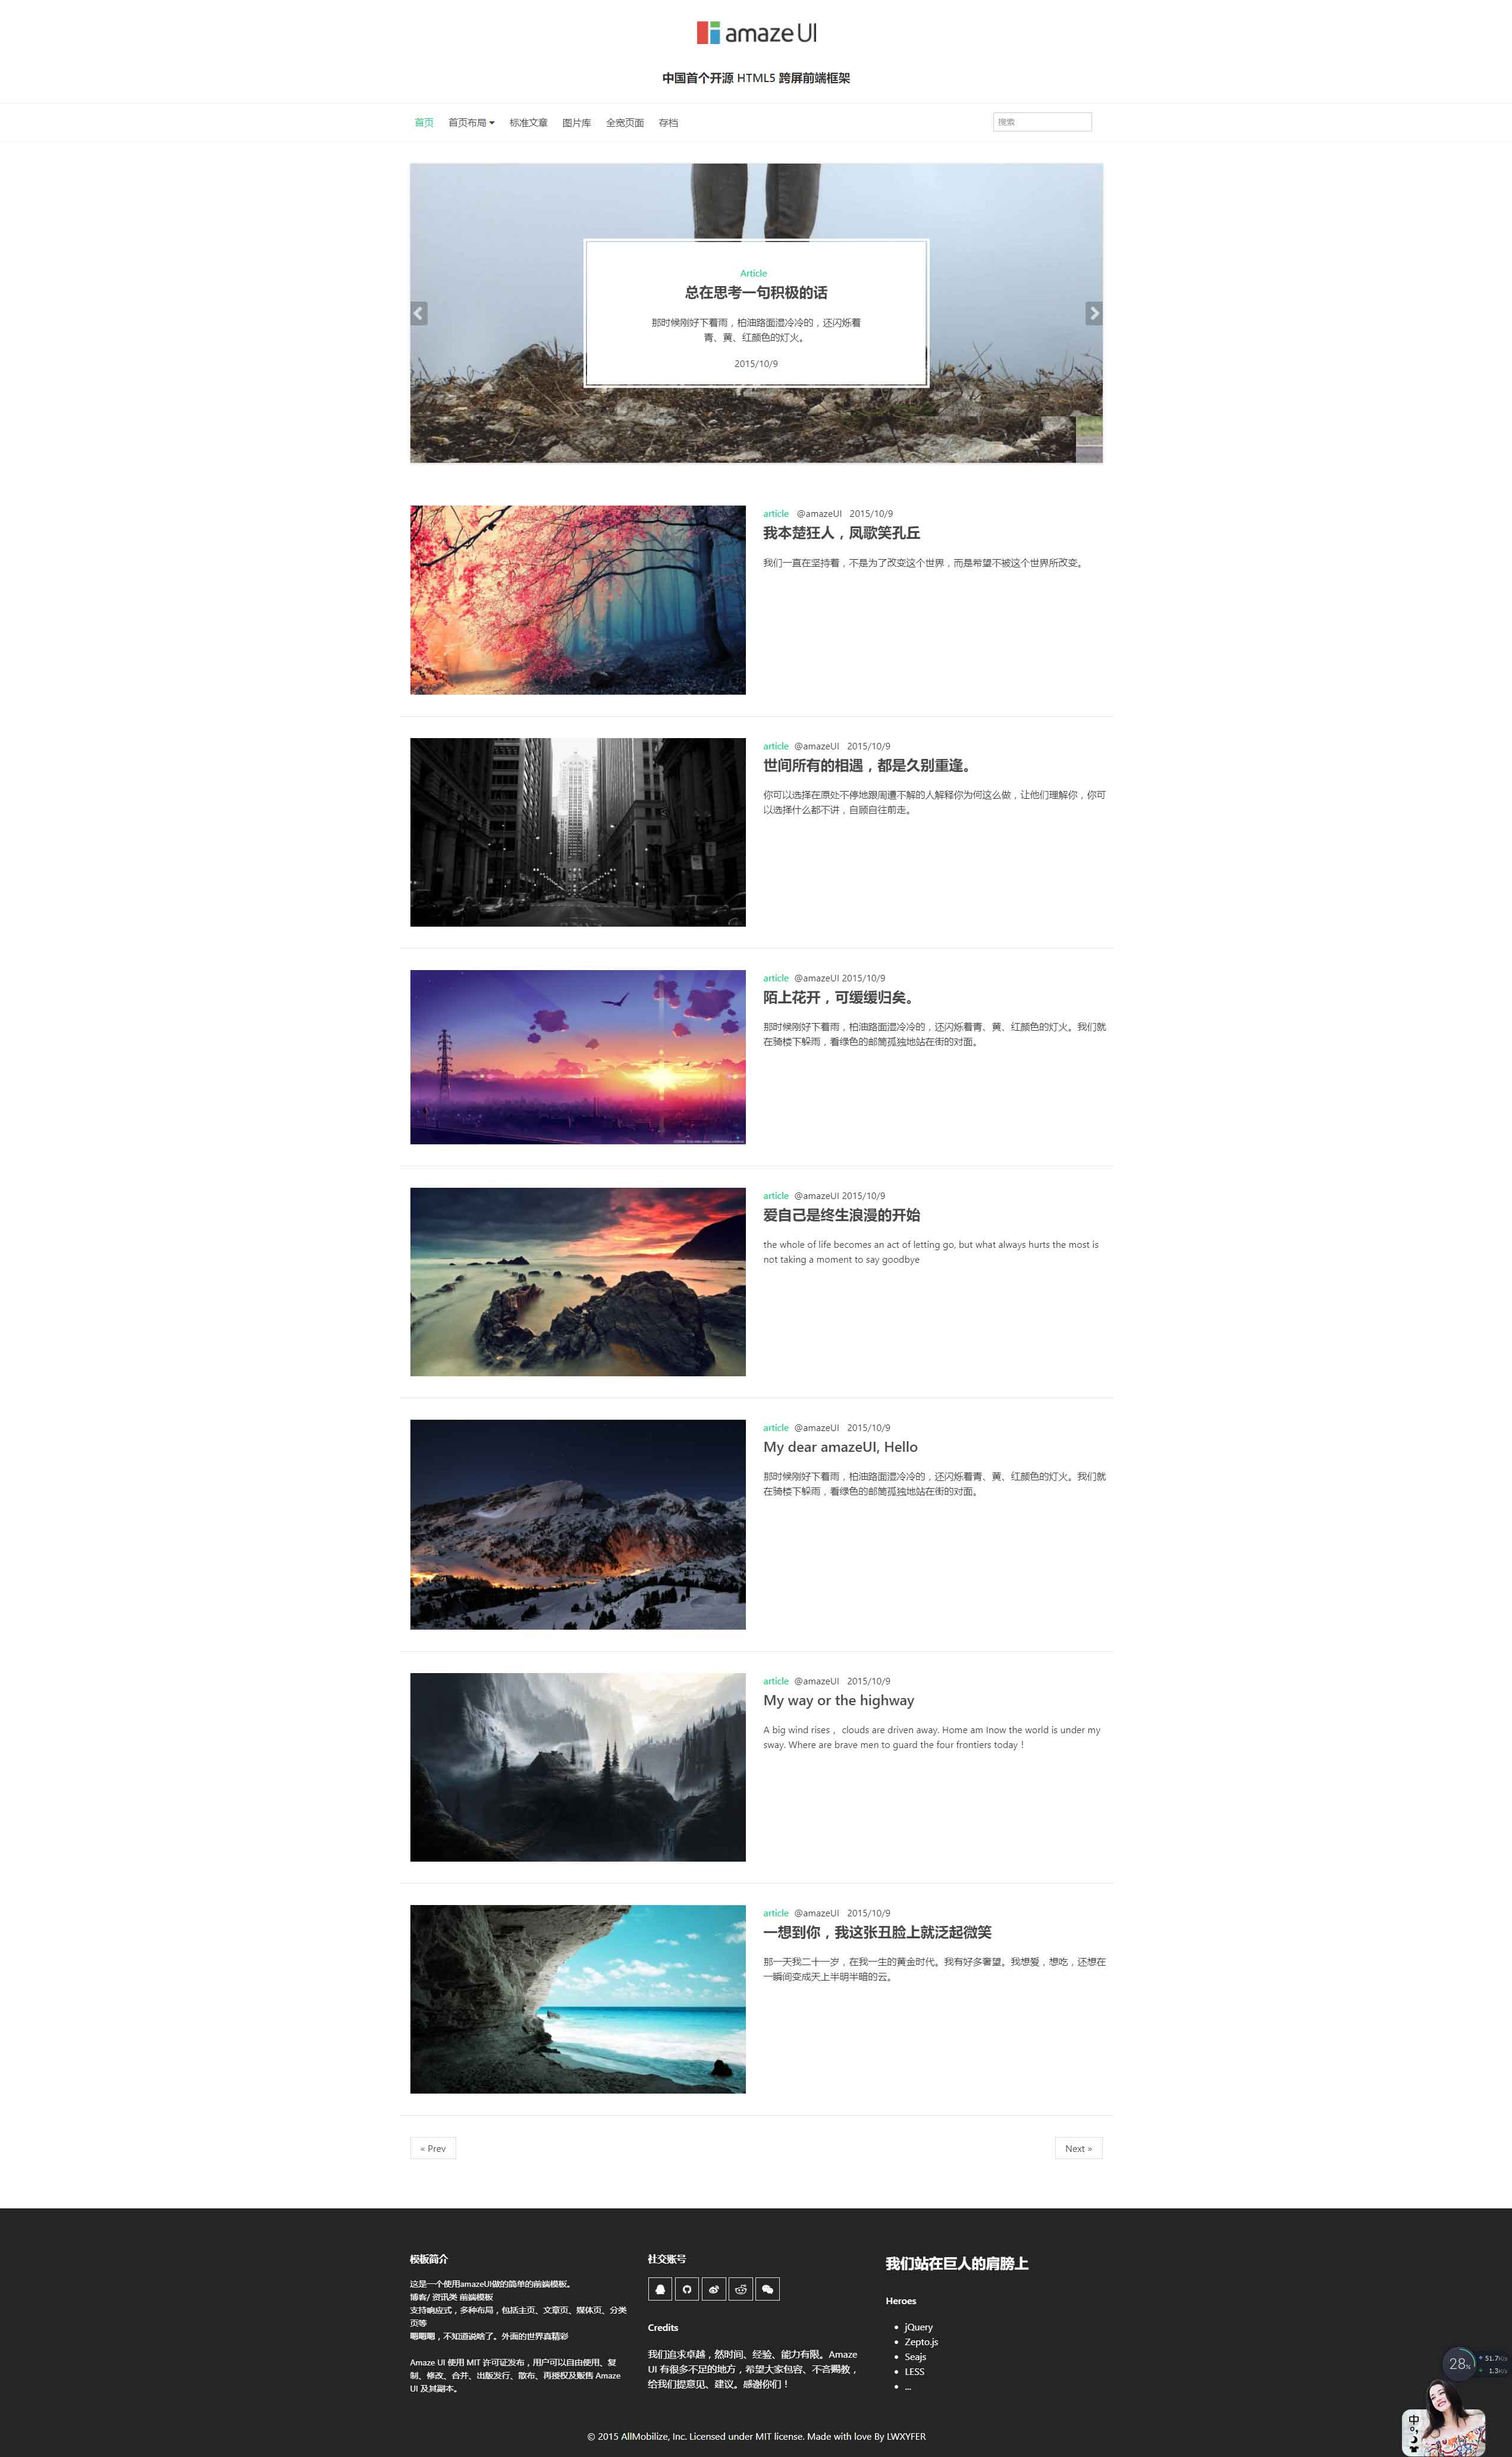 amaze UI
中国首个开源 HTML5 跨屏前端框架
首页 首页布局 标准文章 图片库 全宽页面 存档 搜索
Article
总在思考一句积极的话
那时候刚好下着雨，柏油路面湿冷冷的，还闪烁着
青、黄、红颜色的灯火。
2015/10/9
article @amazeUI 2015/10/9
我本楚狂人，凤歌笑孔丘
我们一直在坚持着，不是为了改变这个世界，而是希望不被这个世界所改变。
article @amazeUI 2015/10/9
世间所有的相遇，都是久别重逢。
你可以选择在原处不停地跟周遭不解的人解释你为何这么做，让他们理解你，你可
以选择什么都不讲，自顾自往前走。
article @amazeUI 2015/10/9
陌上花开，可缓缓归矣。
那时候刚好下着雨，柏油路面湿冷冷的，还闪烁着青、黄、红颜色的灯火。我们就
在骑楼下躲雨，看绿色的邮筒孤独地站在街的对面。
article @amazeUI 2015/10/9
爱自己是终生浪漫的开始
the whole of life becomes an act of letting go, but what always hurts the most is
not taking a moment to say goodbye
article @amazeUI 2015/10/9
My dear amazeUI, Hello
那时候刚好下着雨，柏油路面湿冷冷的，还闪烁着青、黄、红颜色的灯火。我们就
在骑楼下躲雨，看绿色的邮筒孤独地站在街的对面。
article @amazeUI 2015/10/9
My way or the highway
A big wind rises， clouds are driven away. Home am Inow the world is under my
sway. Where are brave men to guard the four frontiers today！
article @amazeUI 2015/10/9
一想到你，我这张丑脸上就泛起微笑
那一天我二十一岁，在我一生的黄金时代。我有好多奢望。我想爱，想吃，还想在
一瞬间变成天上半明半暗的云。
« Prev
Next »
模板简介
这是一个使用amazeUI做的简单的前端模板。
博客/ 资讯类 前端模板
支持响应式，多种布局，包括主页、文章页、媒体页、分类
页等
嗯嗯嗯，不知道说啥了。外面的世界真精彩
Amaze UI 使用 MIT 许可证发布，用户可以自由使用、复
制、修改、合并、出版发行、散布、再授权及贩售 Amaze
UI 及其副本。
社交账号
Credits
我们追求卓越，然时间、经验、能力有限。Amaze
UI 有很多不足的地方，希望大家包容、不吝赐教，
给我们提意见、建议。感谢你们！
我们站在巨人的肩膀上
Heroes
jQuery
Zepto.js
Seajs
LESS
...
28%
51.7K/s
1.3K/s
中
© 2015 AllMobilize, Inc. Licensed under MIT license. Made with love By LWXYFER